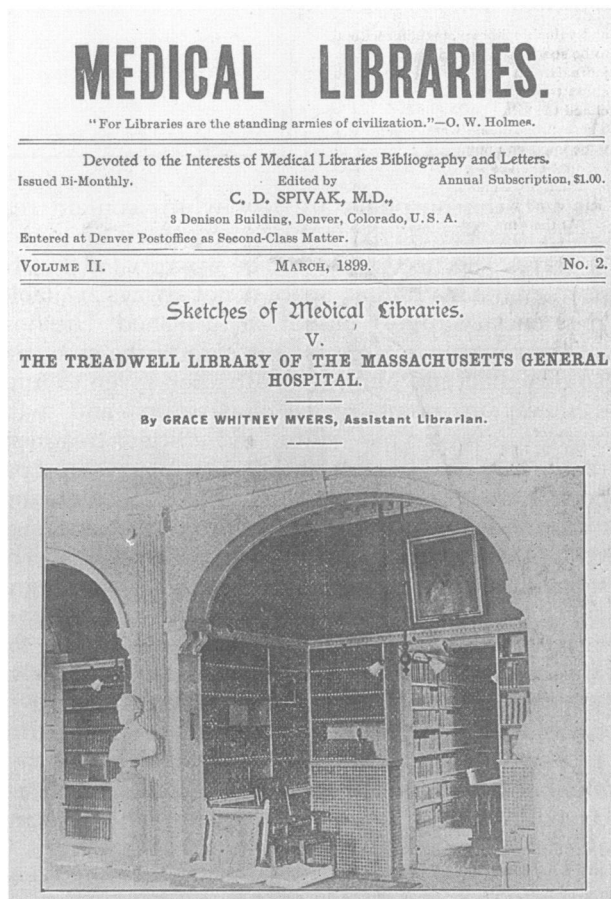 MEDICAL LIBRARIES.
"For Libraries are the standing armies of civilization."—O. W. Holmes.
Devoted to the Interests of Medical Libraries Bibliography and Letters.
Issued Bi-Monthly. Edited by Annual Subscription, $1.00.
C. D. SPIVAK, M.D.,
3 Denison Building, Denver, Colorado, U. S. A.
Entered at Denver Postoffice as Second-Class Matter.
VOLUME II. MARCH, 1899. No. 2.
Sketches of Medical Libraries.
V.
THE TREADWELL LIBRARY OF THE MASSACHUSETTS GENERAL
HOSPITAL.
By GRACE WHITNEY MYERS, Assistant Librarian.